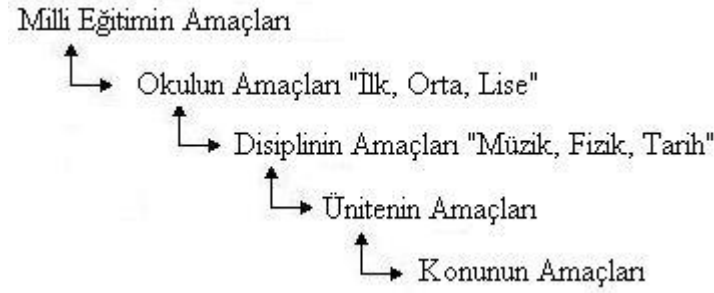 Milli Eğitimin Amaçları
Okulun Amaçları "İlk, Orta, Lise"
Disiplinin Amaçları "Müzik, Fizik, Tarih"
Ünitenin Amaçları
Konunun Amaçları